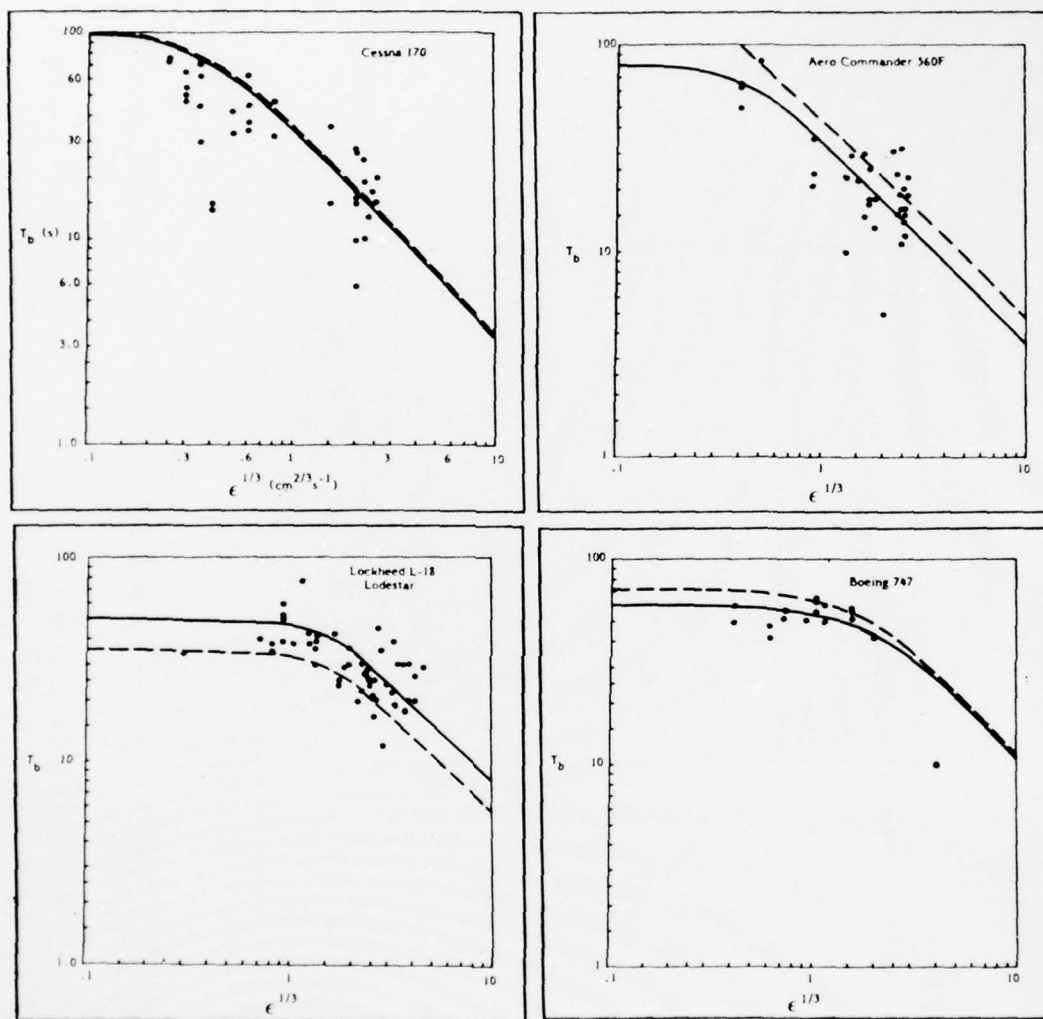 Cessna 170
100
60
30
T_b (s)
10
6.0
3.0
1.0
.1 .3 .6 1 3 6 10
ϵ^1/3 (cm^2/3 s^-1)
Aero Commander 560F
100
10
T_b
1
.1 1 10
ϵ^1/3
Lockheed L-18
Lodestar
100
10
T_b
1.0
.1 1 10
ϵ^1/3
Boeing 747
100
10
T_b
1
.1 1 10
ϵ^1/3